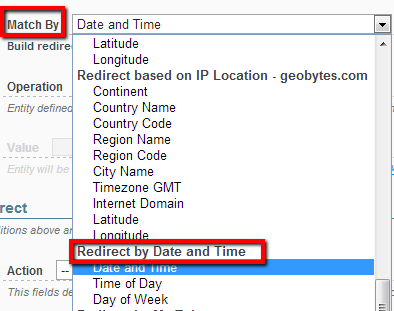 Match By
Date and Time
Build redire
Latitude
Longitude
Redirect based on IP Location - geobytes.com
Operation
Continent
Country Name
Entity defined
Country Code
Region Name
Value
Region Code
Entity will be
City Name
Timezone GMT
Internet Domain
rect
Latitude
ditions above ar
Longitude
Redirect by Date and Time
Action
--
Date and Time
Time of Day
This fields de
Day of Week